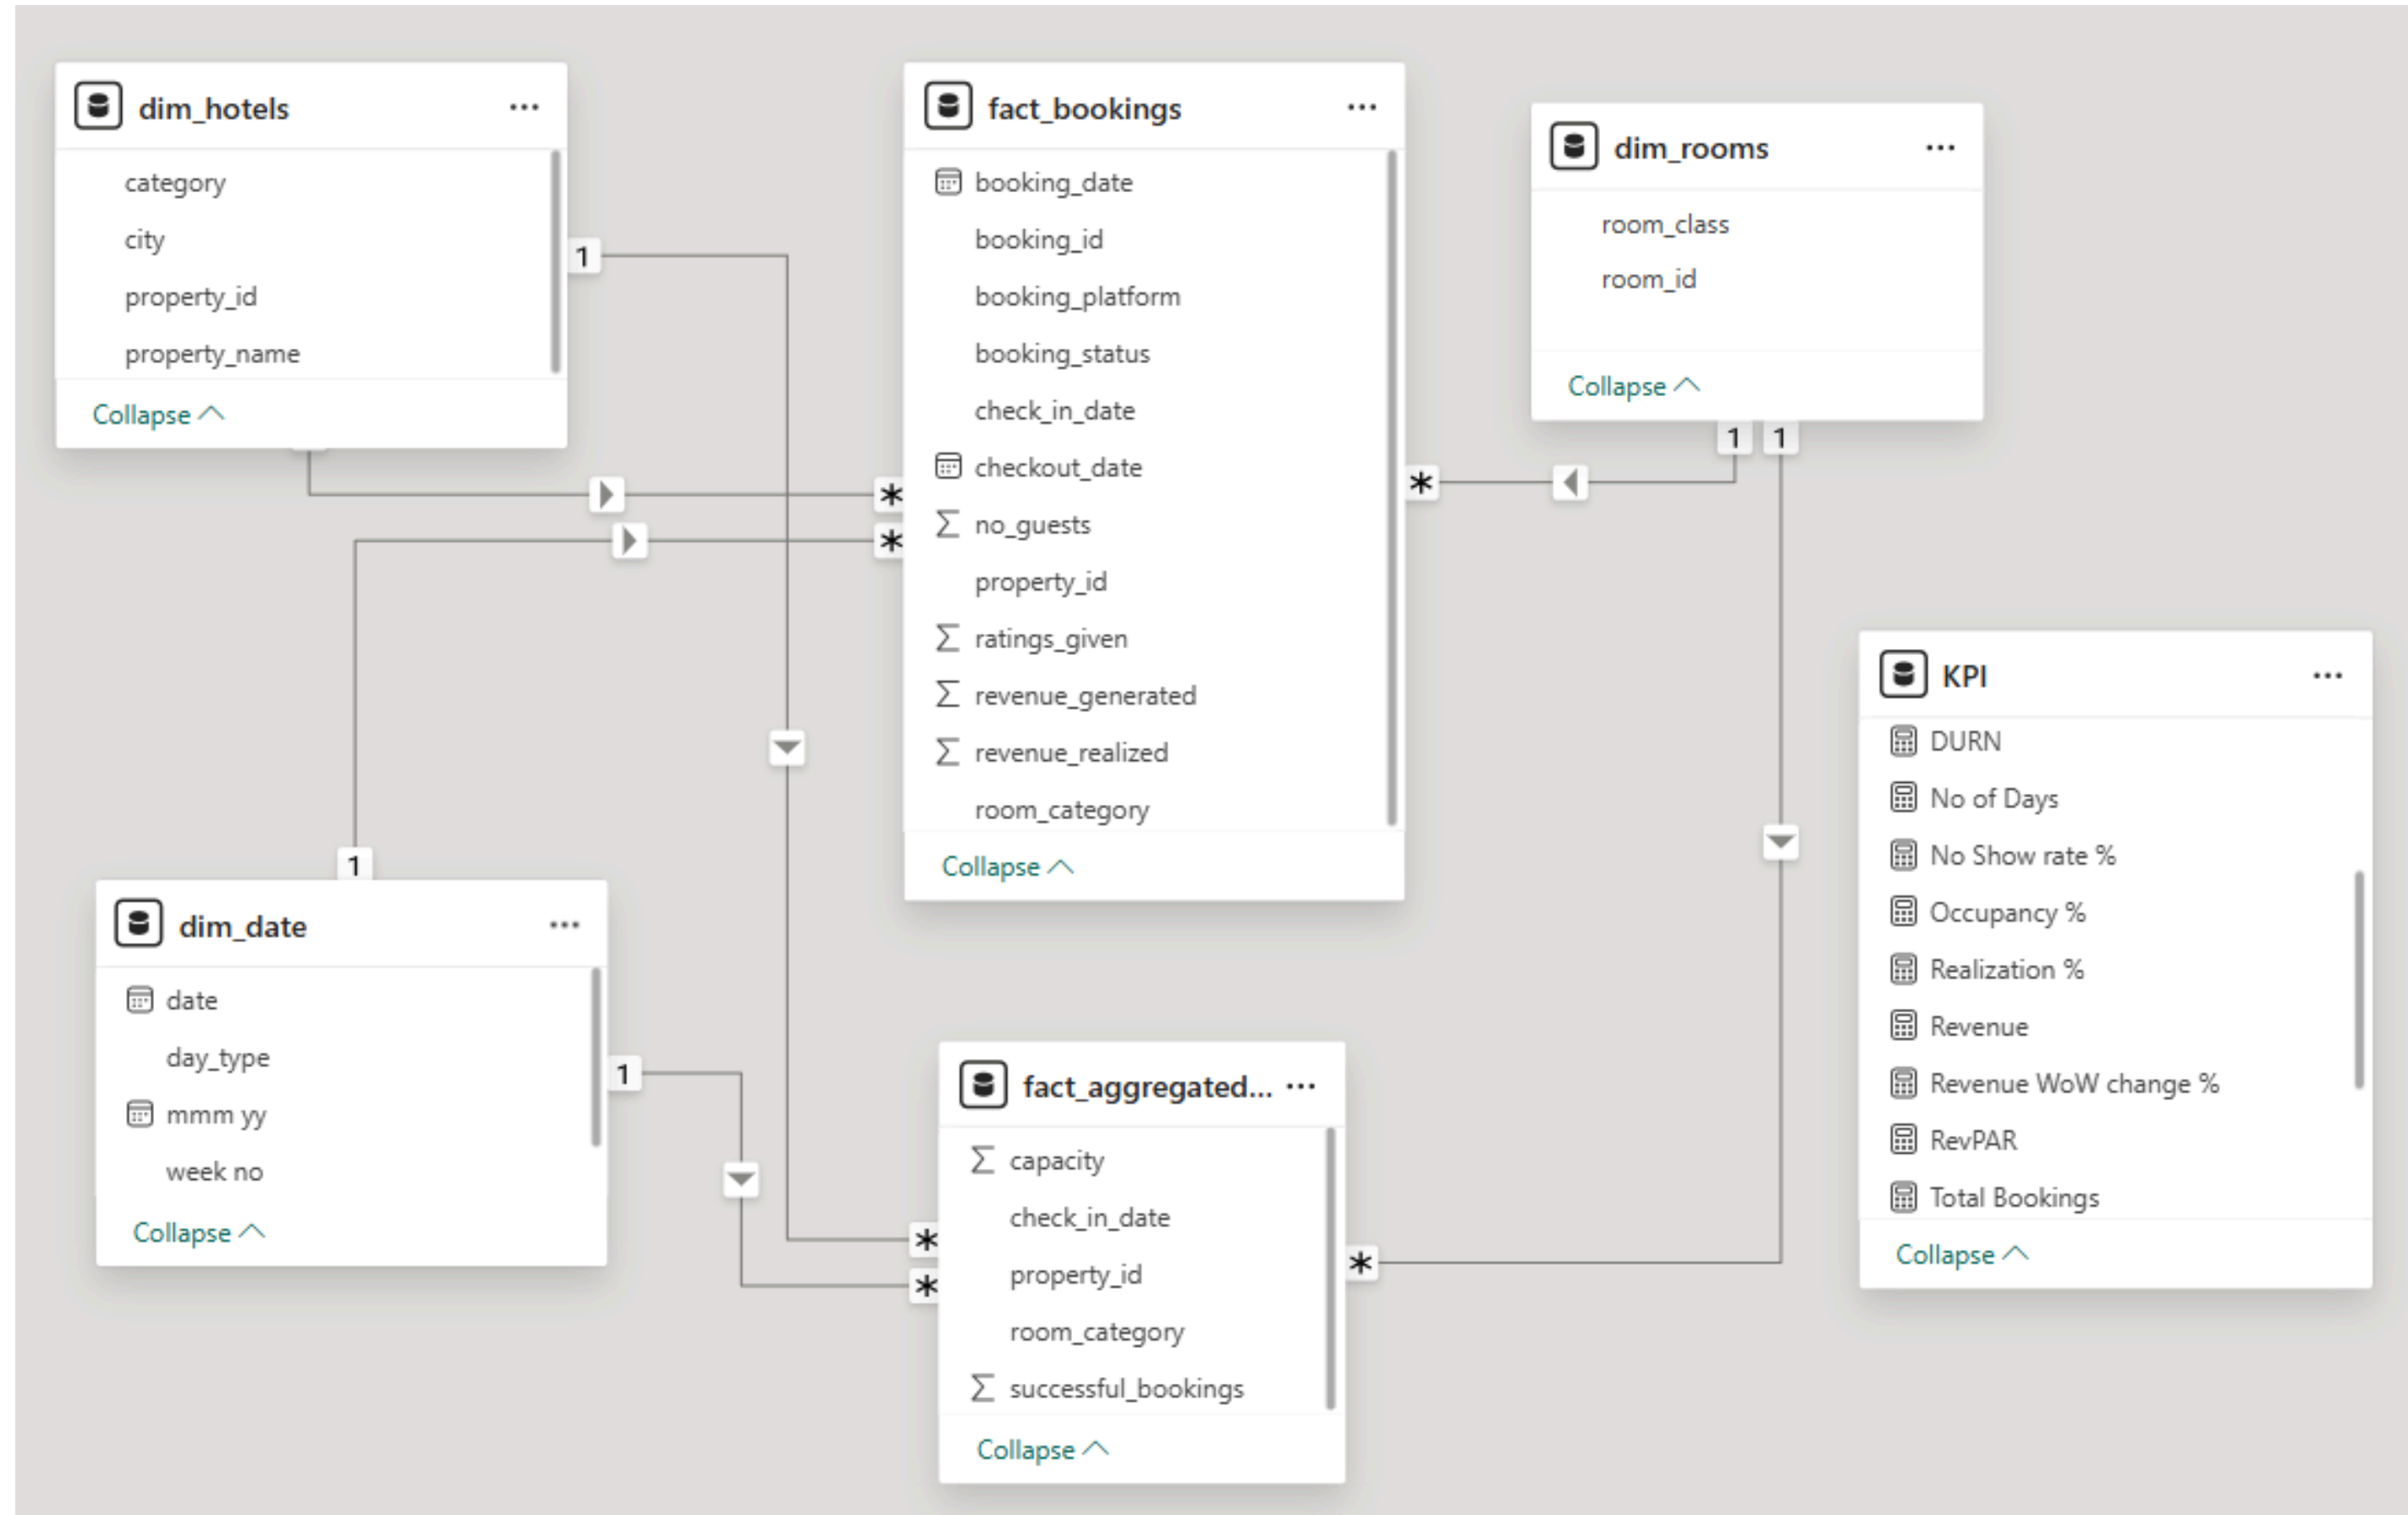 dim_hotels
category
city
property_id
property_name
Collapse
1
fact_bookings
booking_date
booking_id
booking_platform
booking_status
check_in_date
checkout_date
no_guests
property_id
ratings_given
revenue_generated
revenue_realized
room_category
Collapse
*
*
*
dim_rooms
room_class
room_id
Collapse
1 1
KPI
DURN
No of Days
No Show rate %
Occupancy %
Realization %
Revenue
Revenue WoW change %
RevPAR
Total Bookings
Collapse
1
dim_date
date
day_type
mmm yy
week no
Collapse
1
fact_aggregated...
capacity
check_in_date
property_id
room_category
successful_bookings
Collapse
*
*
*